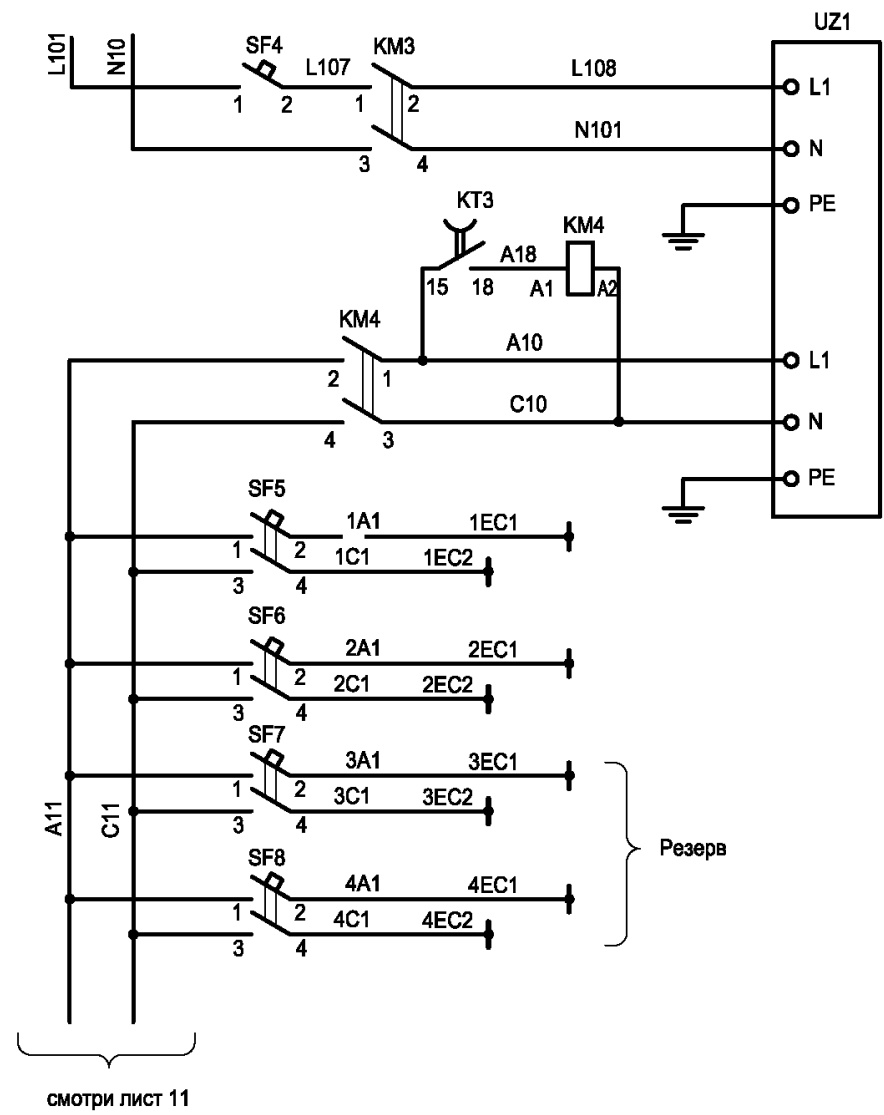 UZ1
L101
N10
SF4
L107
KM3
L108
L1
1
2
1
2
N101
N
3
4
PE
KT3
KM4
A18
15
18
A1
A2
KM4
A10
L1
2
1
C10
N
4
3
PE
SF5
1A1
1EC1
1
2
1C1
1EC2
3
4
SF6
2A1
2EC1
1
2
2C1
2EC2
3
4
SF7
3A1
3EC1
1
2
3C1
3EC2
3
4
A11
C11
Резерв
SF8
4A1
4EC1
1
2
4C1
4EC2
3
4
смотри лист 11